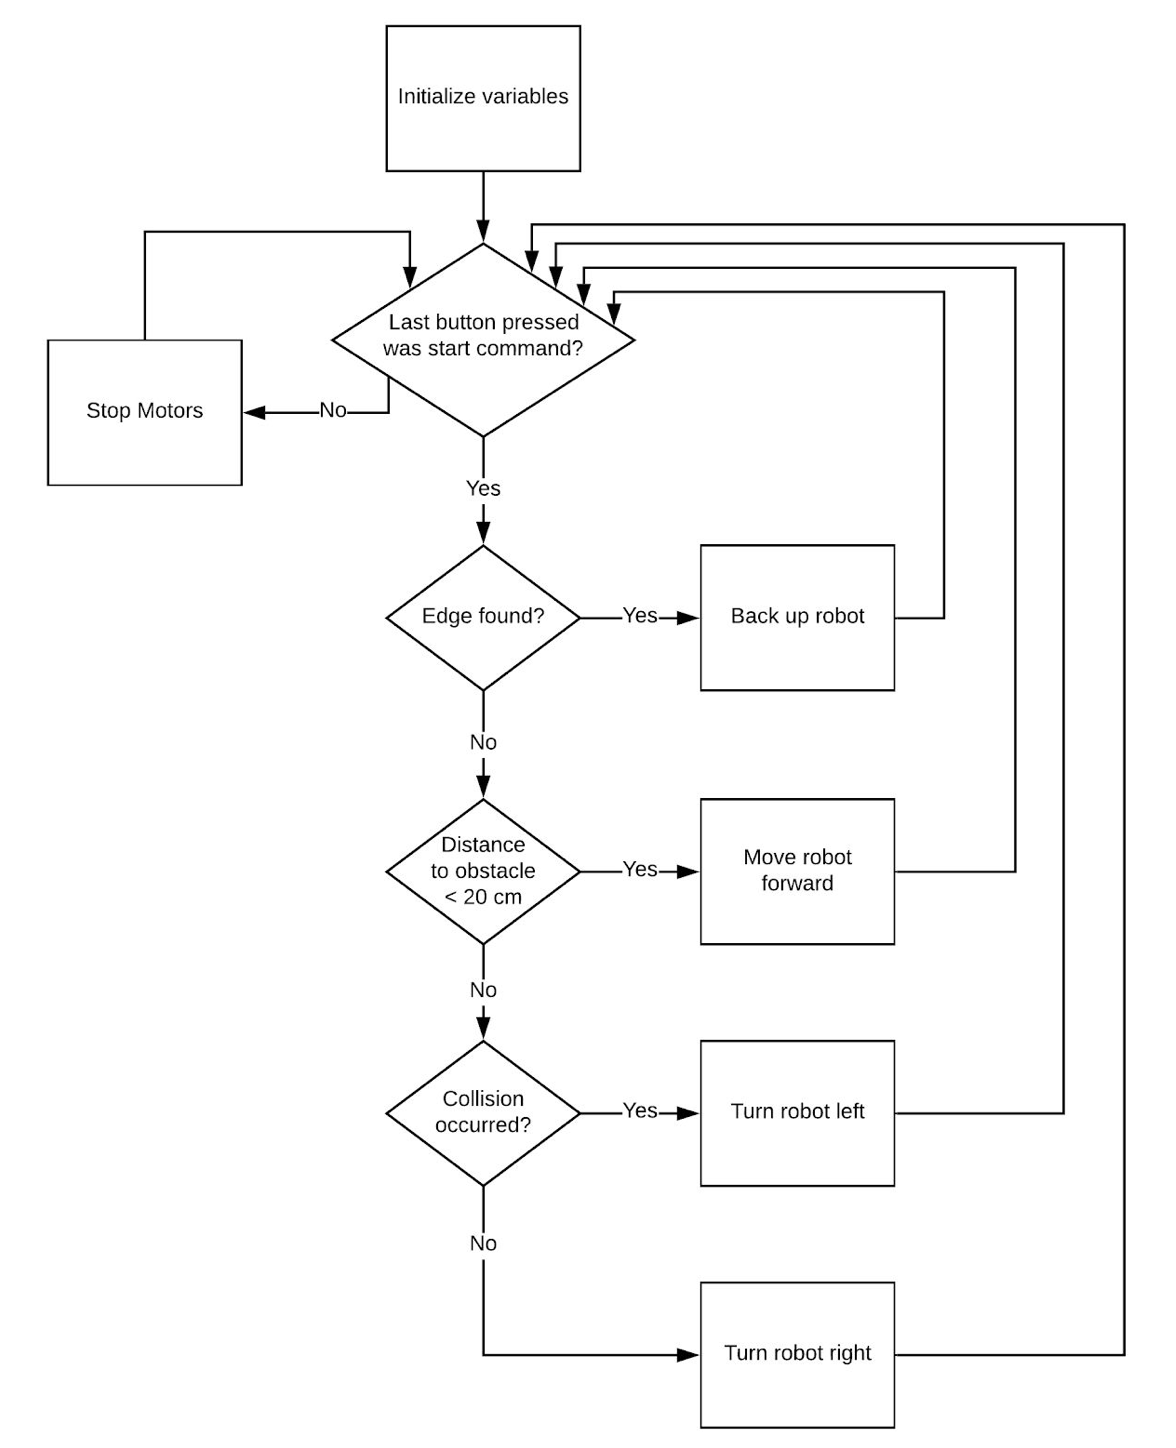 Initialize variables
Last button pressed
was start command?
No
Stop Motors
Yes
Edge found?
Yes
Back up robot
No
Distance
to obstacle
< 20 cm
Yes
Move robot
forward
No
Collision
occurred?
Yes
Turn robot left
No
Turn robot right